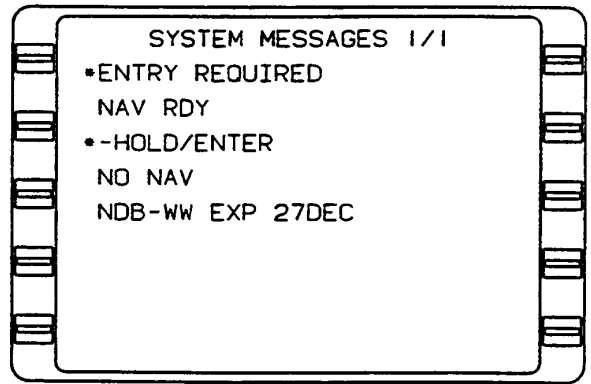 SYSTEM MESSAGES 1/1
*ENTRY REQUIRED
NAV RDY
*-HOLD/ENTER
NO NAV
NDB-WW EXP 27DEC